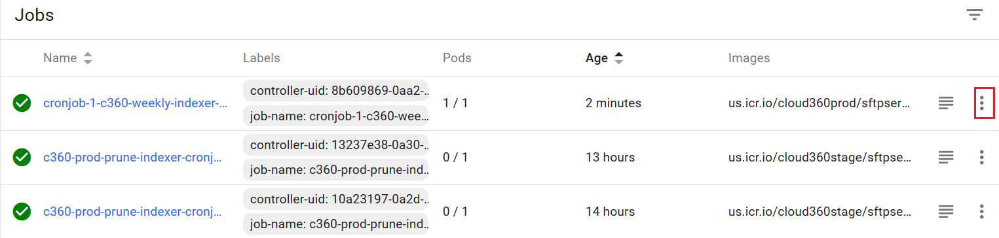 Jobs
Name Labels Pods Age Images
cronjob-1-c360-weekly-indexer-... controller-uid: 8b609869-0aa2-.. 1 / 1 2 minutes us.icr.io/cloud360prod/sftpser...
job-name: cronjob-1-c360-wee...
c360-prod-prune-indexer-cronj... controller-uid: 13237e38-0a30-.. 0 / 1 13 hours us.icr.io/cloud360stage/sftpse...
job-name: c360-prod-prune-ind...
c360-prod-prune-indexer-cronj... controller-uid: 10a23197-0a2d-.. 0 / 1 14 hours us.icr.io/cloud360stage/sftpse...
job-name: c360-prod-prune-ind...